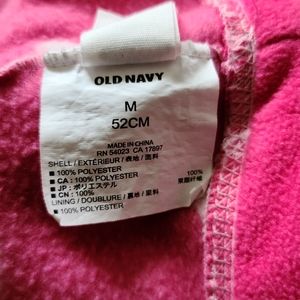 OLD NAVY
M
52CM
MADE IN CHINA
RN 54023 CA 17897
SHELL / EXTÉRIEUR / 表地 / 面料
■ 100% POLYESTER
■ CA : 100% POLYESTER
■ JP : ポリエステル 100%
■ CN : 100%
LINING / DOUBLURE / 裏地 / 里料
■ 100% POLYESTER